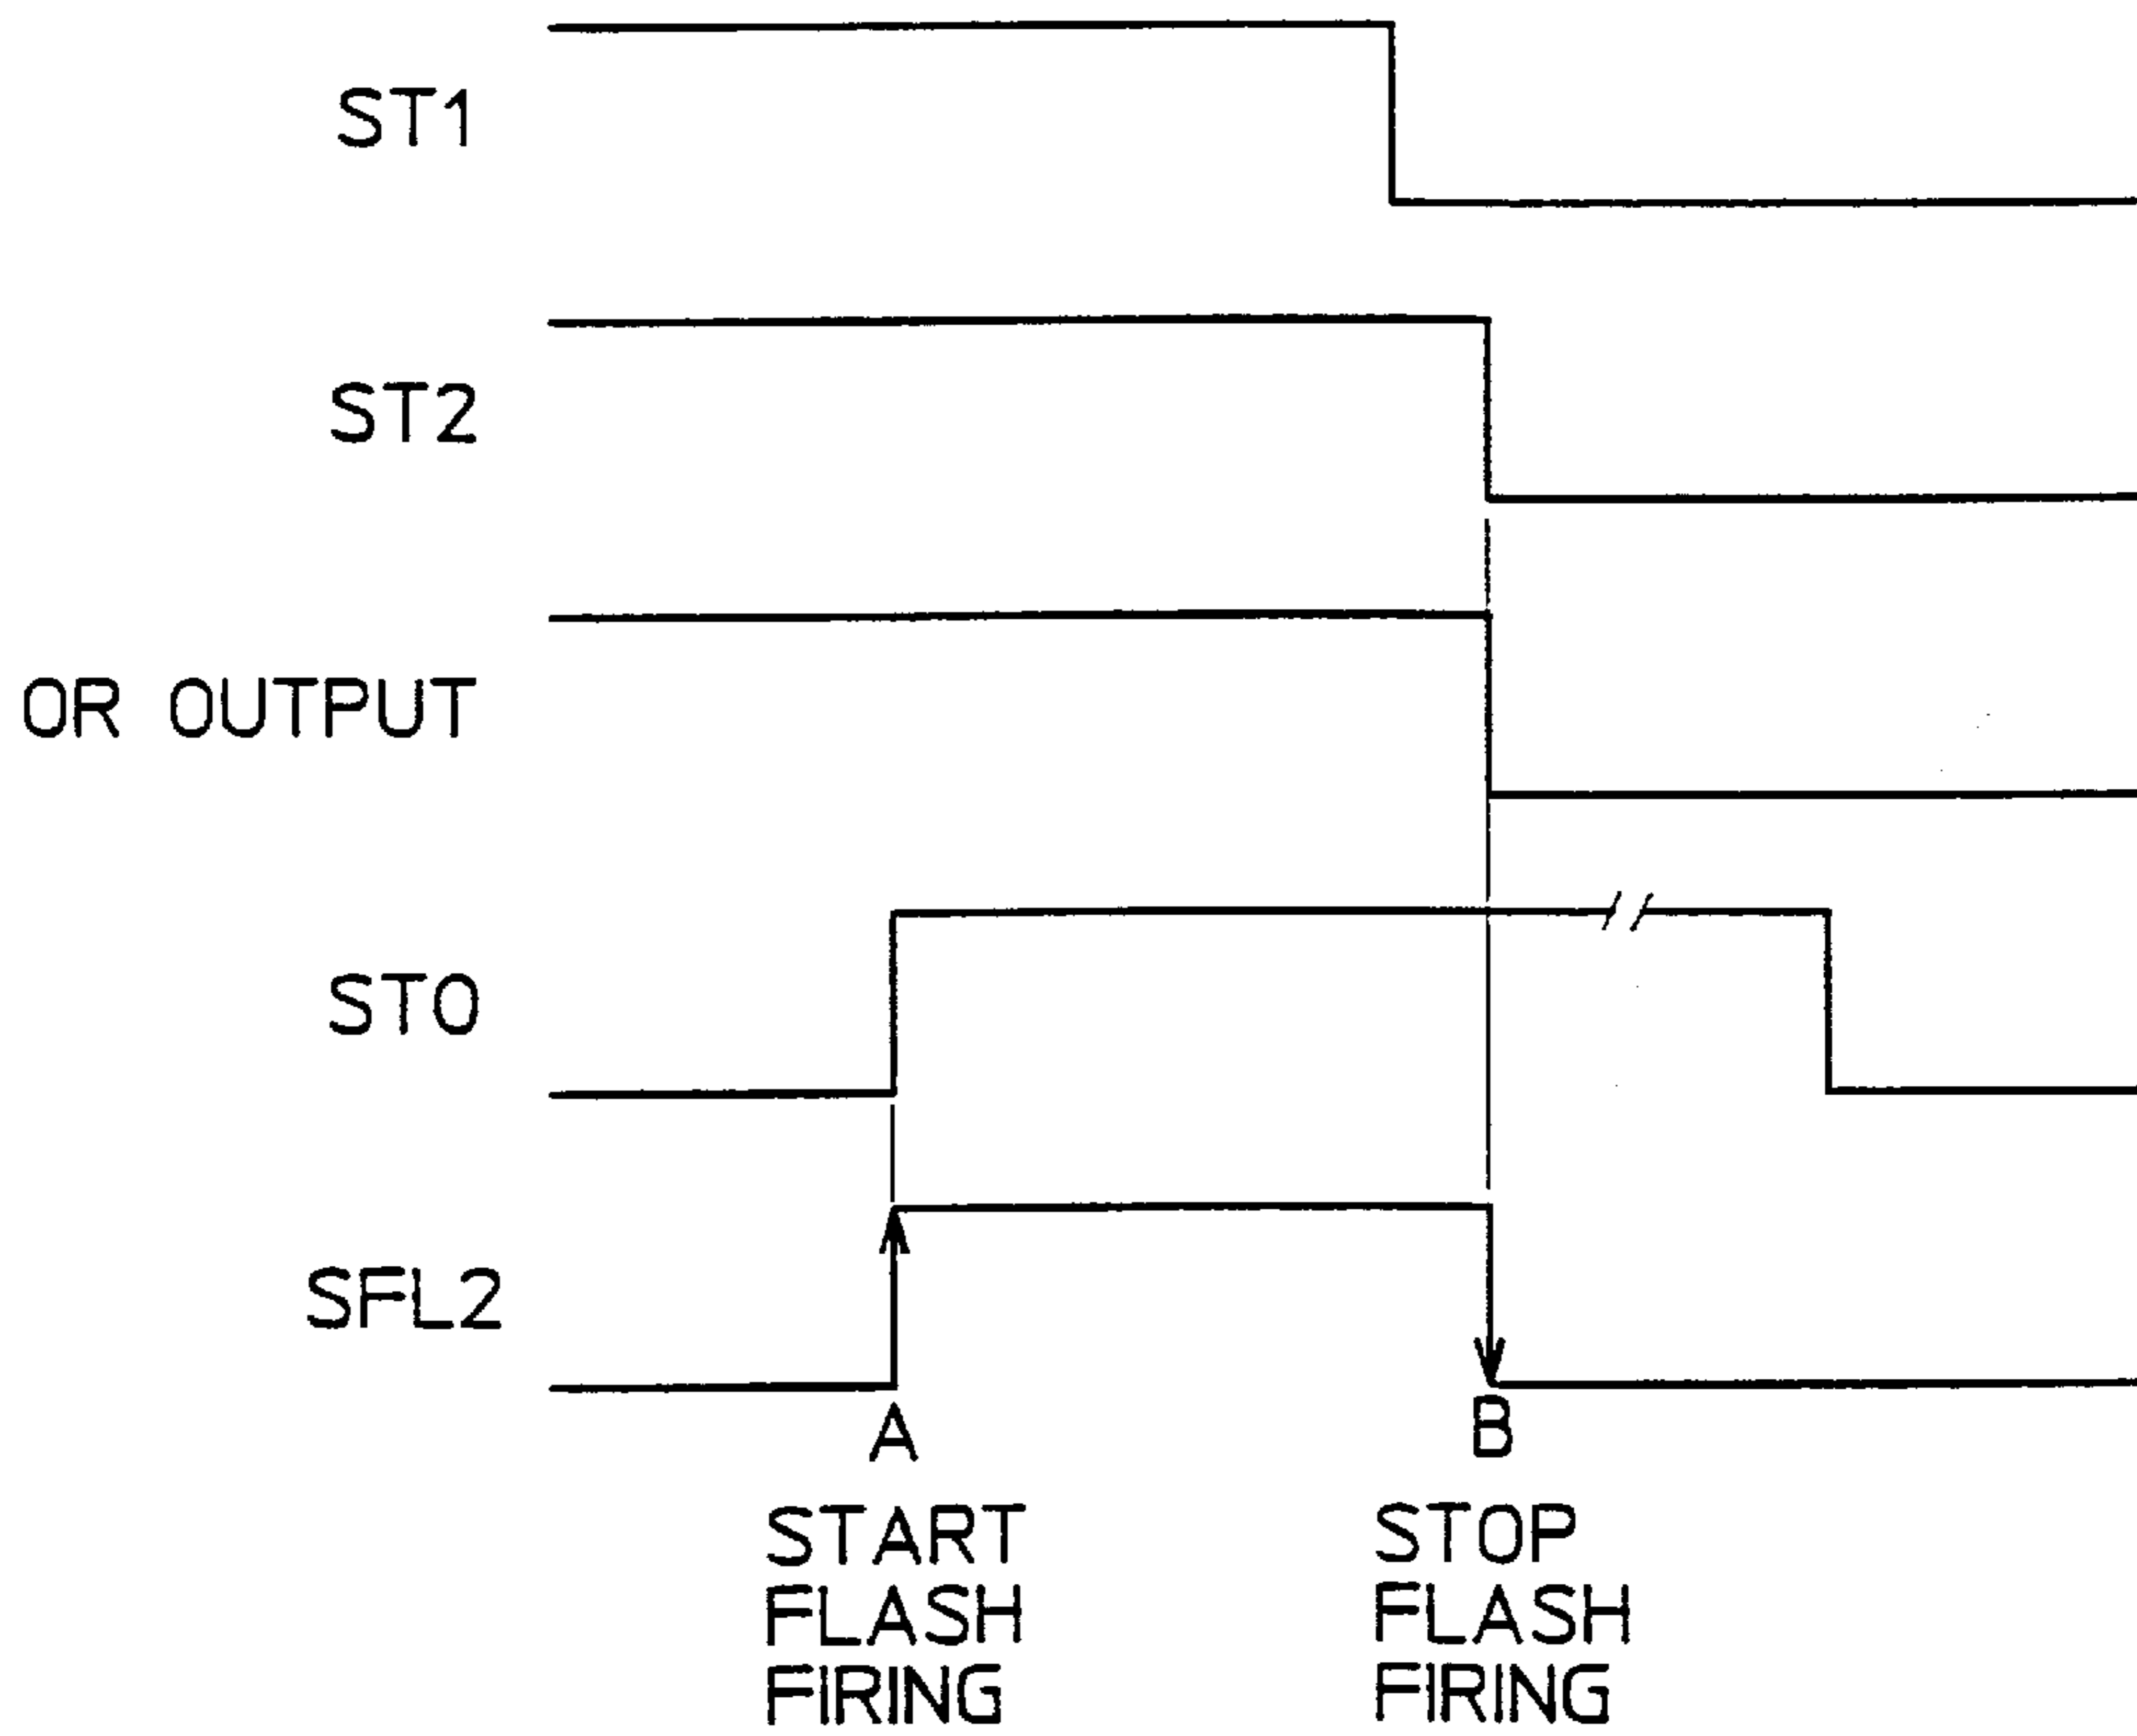 ST1
ST2
OR OUTPUT
ST0
SFL2
A
START
FLASH
FIRING
B
STOP
FLASH
FIRING